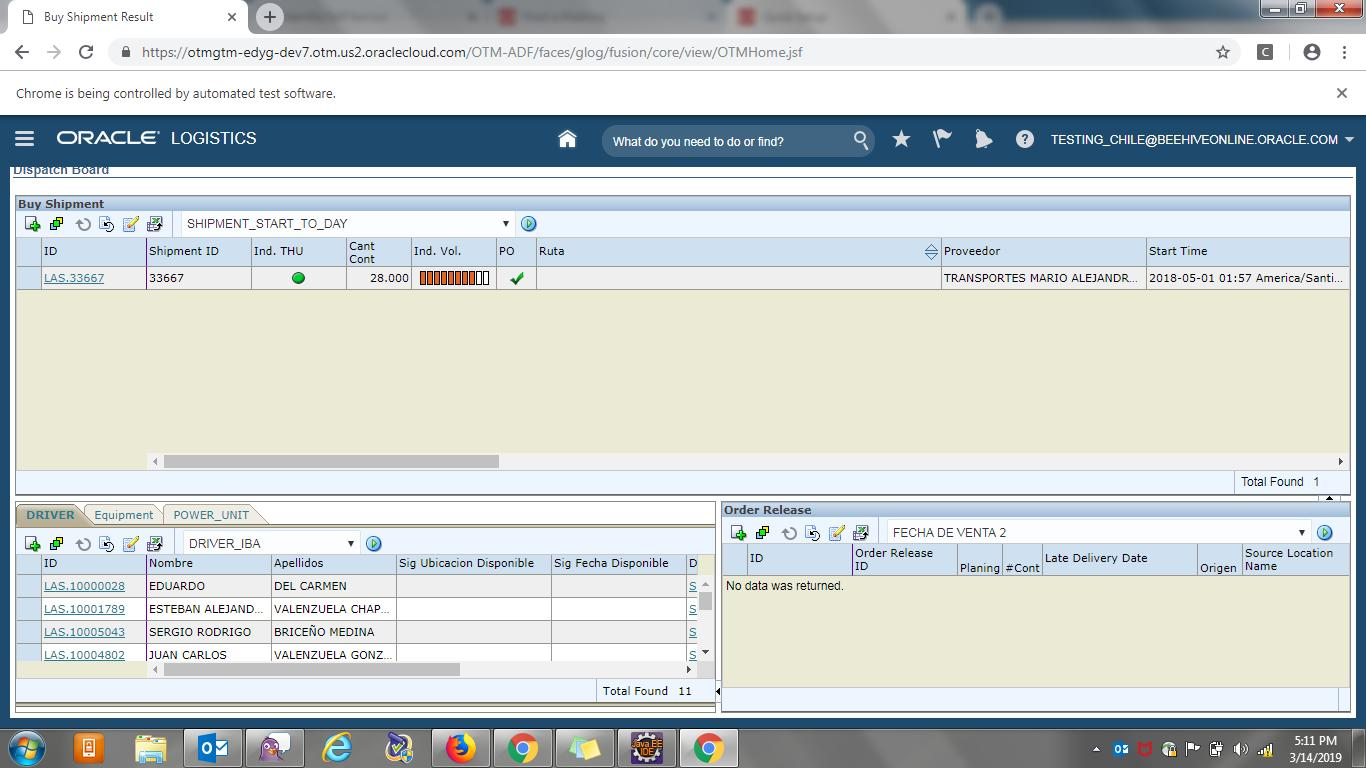 Buy Shipment Result
https://otmgtm-edyg-dev7.otm.us2.oraclecloud.com/OTM-ADF/faces/glog/fusion/core/view/OTMHome.jsf
Chrome is being controlled by automated test software.
ORACLE LOGISTICS What do you need to do or find? TESTING_CHILE@BEEHIVEONLINE.ORACLE.COM
Dispatch Board
Buy Shipment
SHIPMENT_START_TO_DAY
ID Shipment ID Ind. THU Cant Cont Ind. Vol. PO Ruta Proveedor Start Time
LAS.33667 33667 28.000 TRANSPORTES MARIO ALEJANDR... 2018-05-01 01:57 America/Santi...
Total Found 1
DRIVER Equipment POWER_UNIT
DRIVER_IBA
ID Nombre Apellidos Sig Ubicacion Disponible Sig Fecha Disponible D
LAS.10000028 EDUARDO DEL CARMEN S
LAS.10001789 ESTEBAN ALEJAND... VALENZUELA CHAP... S
LAS.10005043 SERGIO RODRIGO BRICEÑO MEDINA S
LAS.10004802 JUAN CARLOS VALENZUELA GONZ... S
Total Found 11
Order Release
FECHA DE VENTA 2
ID Order Release ID Planing #Cont Late Delivery Date Origen Source Location Name
No data was returned.
Java EE IDE
5:11 PM
3/14/2019